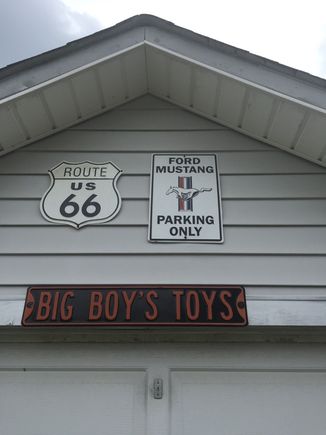 ROUTE
US
66
FORD
MUSTANG
PARKING
ONLY
BIG BOY'S TOYS